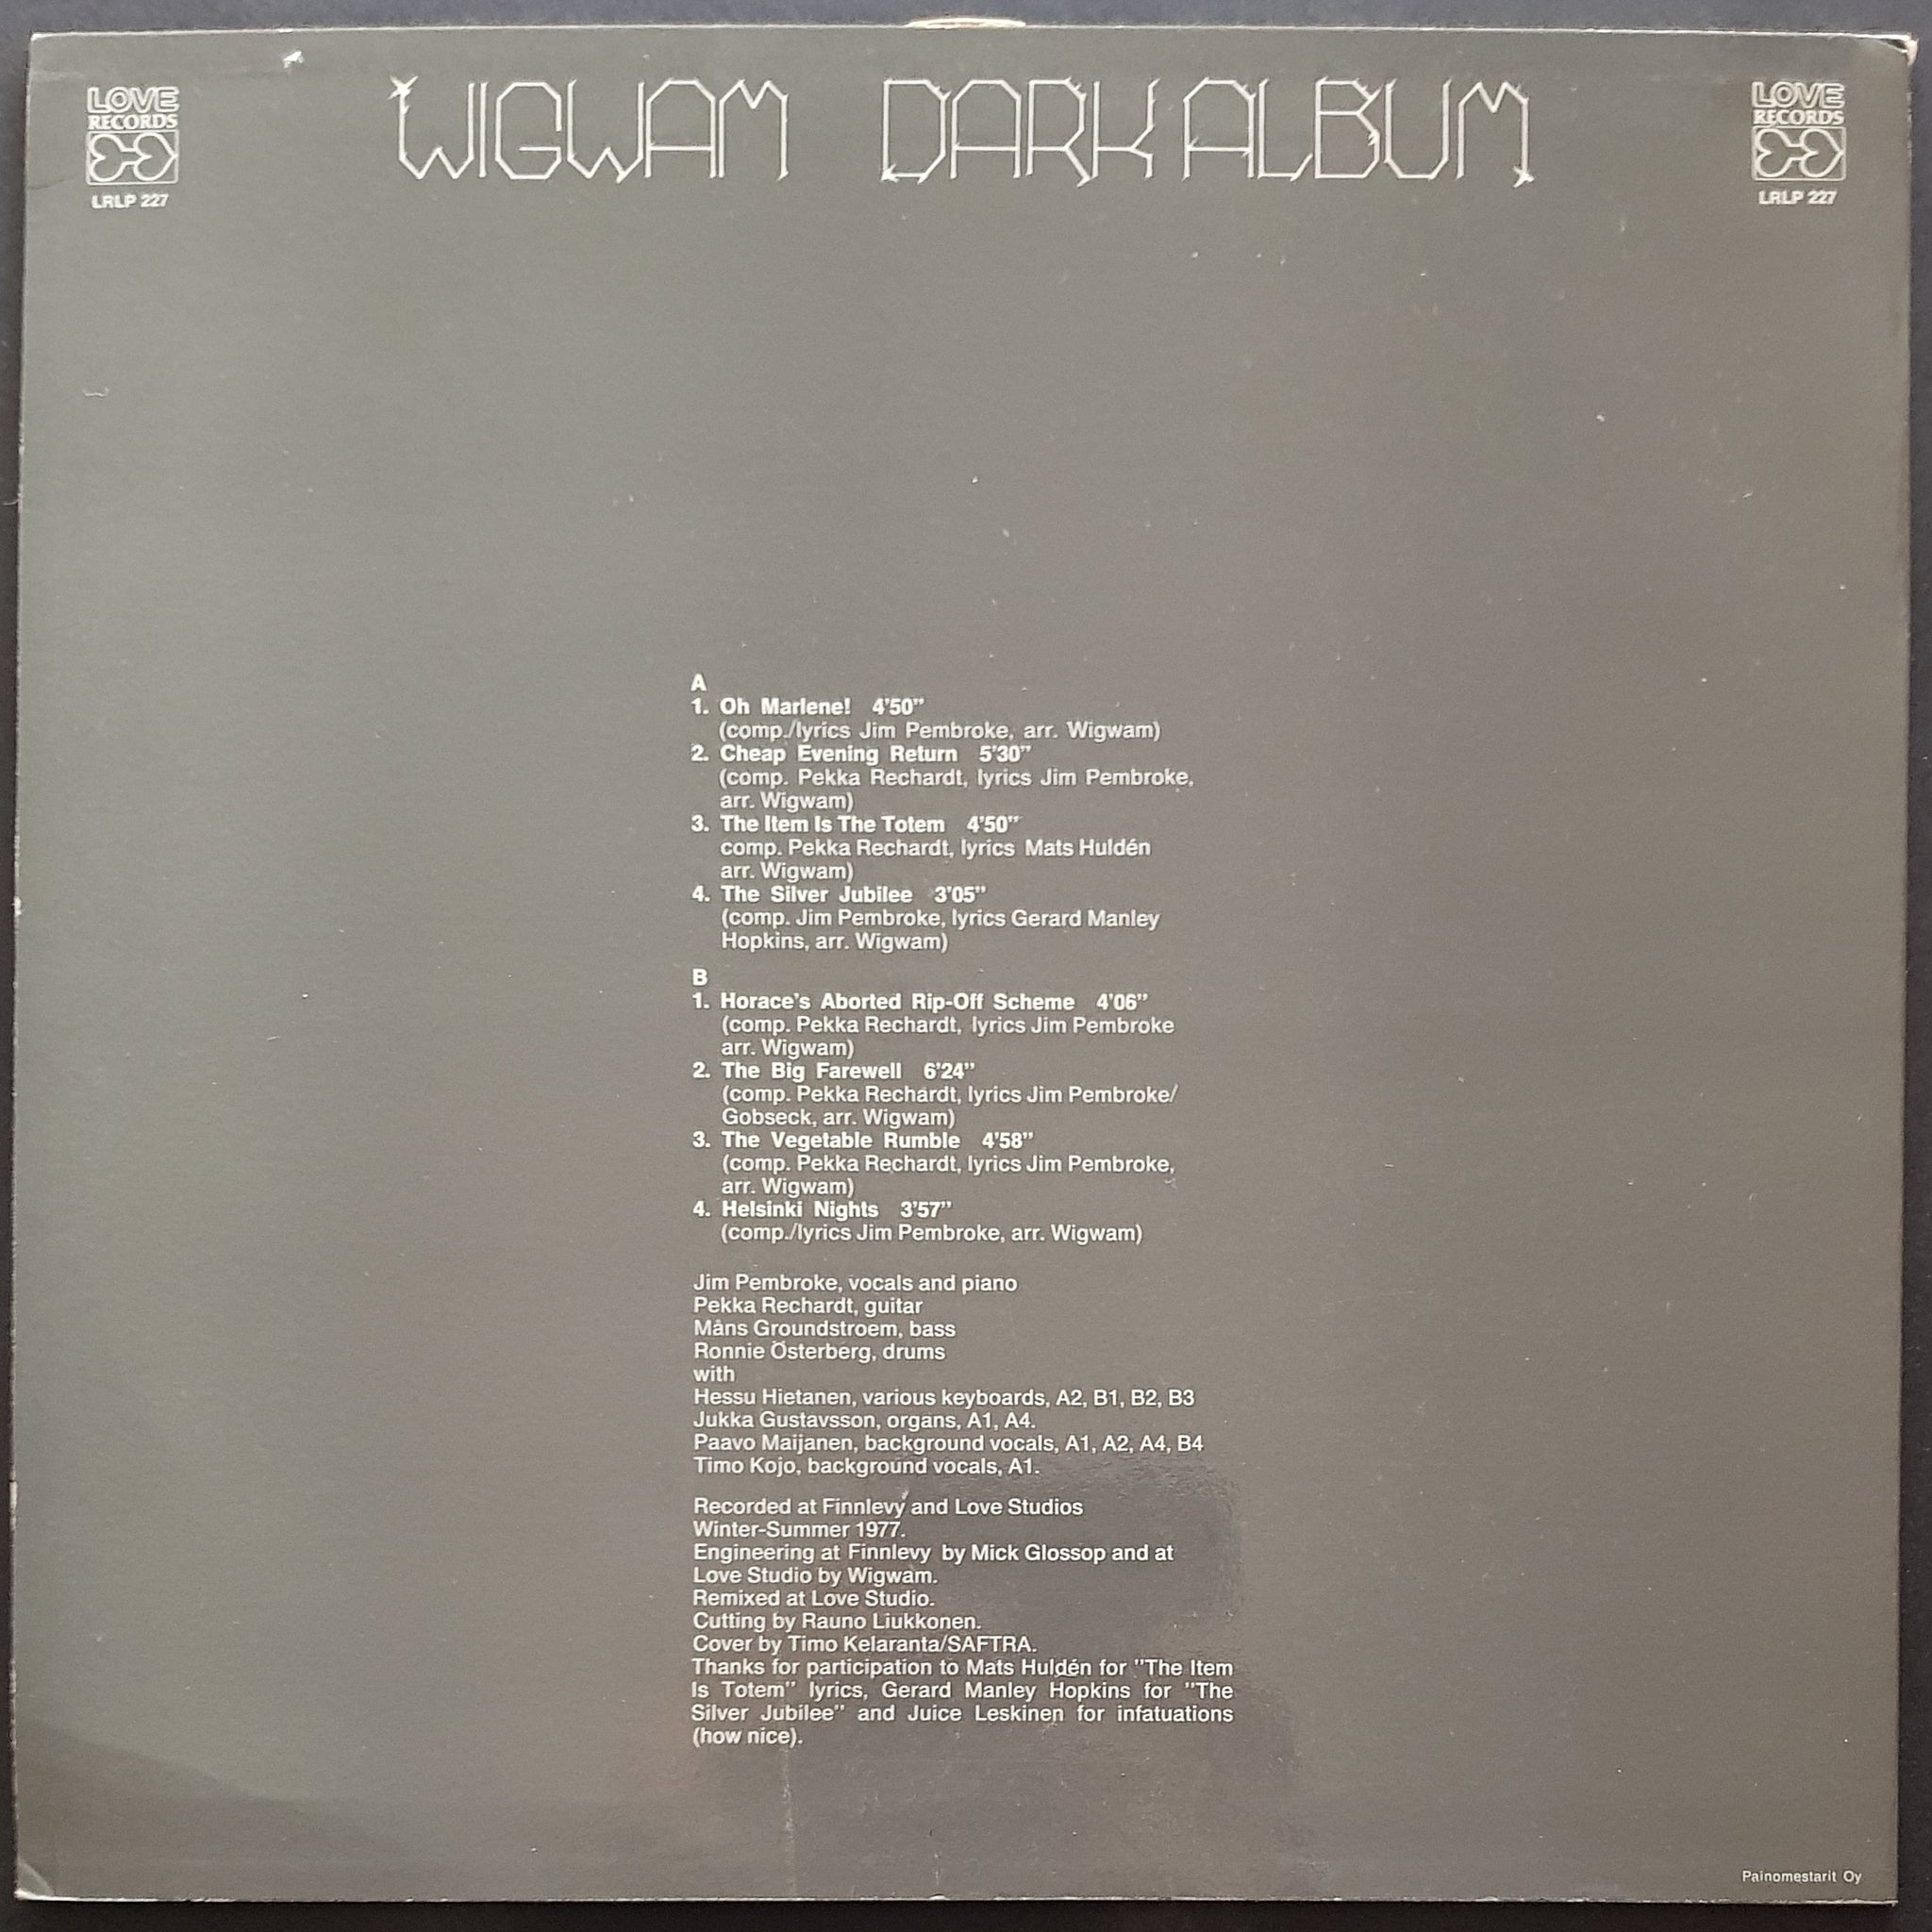 LOVE
RECORDS
LRLP 227
WIGWAM DARK ALBUM
LOVE
RECORDS
LRLP 227
A
1. Oh Marlene! 4'50"
(comp./lyrics Jim Pembroke, arr. Wigwam)
2. Cheap Evening Return 5'30"
(comp. Pekka Rechardt, lyrics Jim Pembroke,
arr. Wigwam)
3. The Item Is The Totem 4'50"
comp. Pekka Rechardt, lyrics Mats Huldén
arr. Wigwam)
4. The Silver Jubilee 3'05"
(comp. Jim Pembroke, lyrics Gerard Manley
Hopkins, arr. Wigwam)
B
1. Horace's Aborted Rip-Off Scheme 4'06"
(comp. Pekka Rechardt, lyrics Jim Pembroke
arr. Wigwam)
2. The Big Farewell 6'24"
(comp. Pekka Rechardt, lyrics Jim Pembroke/
Gobseck, arr. Wigwam)
3. The Vegetable Rumble 4'58"
(comp. Pekka Rechardt, lyrics Jim Pembroke,
arr. Wigwam)
4. Helsinki Nights 3'57"
(comp./lyrics Jim Pembroke, arr. Wigwam)
Jim Pembroke, vocals and piano
Pekka Rechardt, guitar
Måns Groundstroem, bass
Ronnie Österberg, drums
with
Hessu Hietanen, various keyboards, A2, B1, B2, B3
Jukka Gustavsson, organs, A1, A4.
Paavo Maijanen, background vocals, A1, A2, A4, B4
Timo Kojo, background vocals, A1.
Recorded at Finnlevy and Love Studios
Winter-Summer 1977.
Engineering at Finnlevy by Mick Glossop and at
Love Studio by Wigwam.
Remixed at Love Studio.
Cutting by Rauno Liukkonen.
Cover by Timo Kelaranta/SAFTRA.
Thanks for participation to Mats Huldén for "The Item
Is Totem" lyrics, Gerard Manley Hopkins for "The
Silver Jubilee" and Juice Leskinen for infatuations
(how nice).
Painomestarit Oy